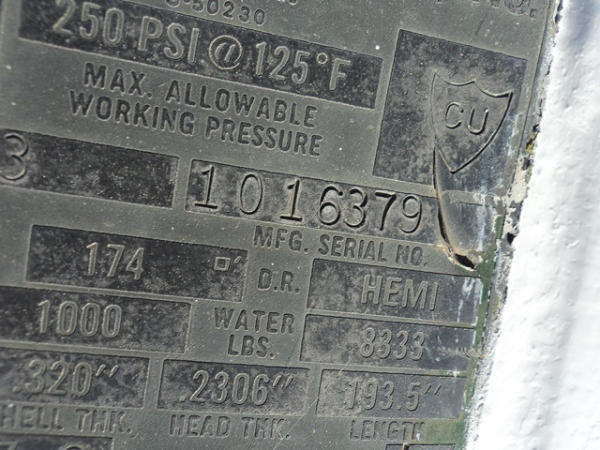 50230
250 PSI @ 125°F
MAX. ALLOWABLE
WORKING PRESSURE
CU
3
1016379
MFG. SERIAL NO.
174 □'
D.R.
HEMI
1000
WATER
LBS.
8333
.320"
.2306"
193.5"
HELL THK.
HEAD THK.
LENGTH